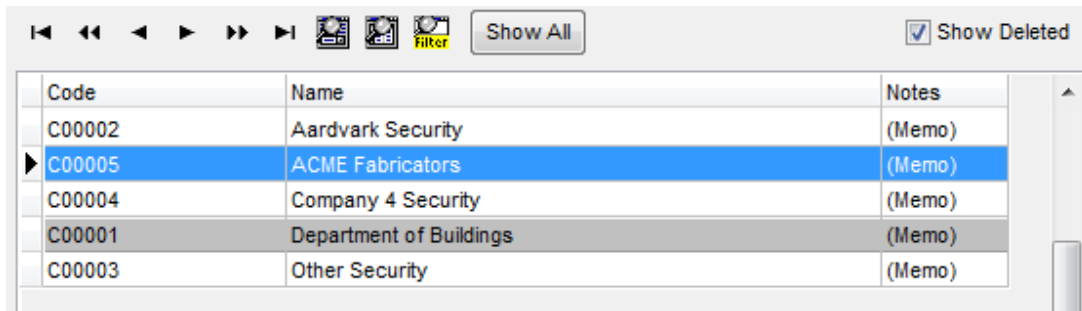 Filter Show All Show Deleted
Code Name Notes
C00002 Aardvark Security (Memo)
C00005 ACME Fabricators (Memo)
C00004 Company 4 Security (Memo)
C00001 Department of Buildings (Memo)
C00003 Other Security (Memo)